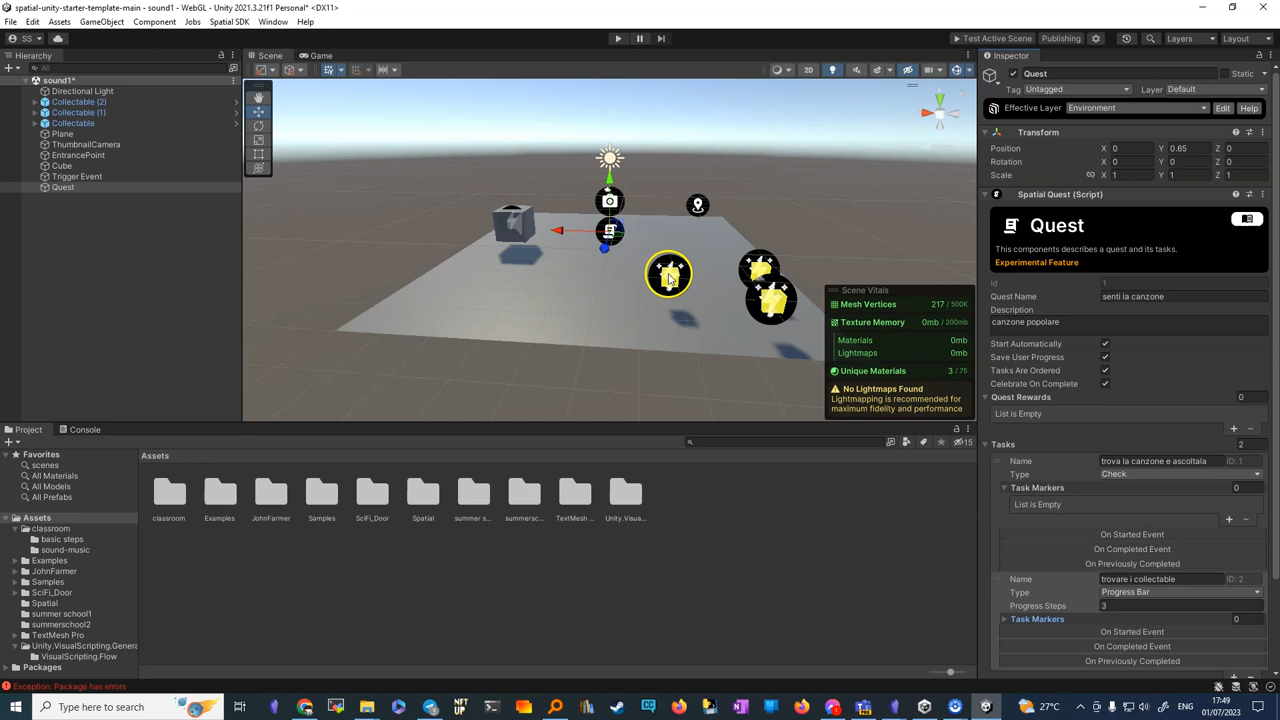 spatial-unity-starter-template-main - sound1* - WebGL - Unity 2021.3.21f1 Personal* <DX11>
File Edit Assets GameObject Component Jobs Spatial SDK Window Help
SS Test Active Scene Publishing Layers Layout
Hierarchy
All
sound1*
Directional Light
Collectable (2)
Collectable (1)
Collectable
Plane
ThumbnailCamera
EntrancePoint
Cube
Trigger Event
Quest
Scene Game
2D
Scene Vitals
Mesh Vertices 217 / 500K
Texture Memory 0mb / 200mb
Materials 0mb
Lightmaps 0mb
Unique Materials 3 / 75
No Lightmaps Found
Lightmapping is recommended for
maximum fidelity and performance
Inspector
Quest Static
Tag Untagged Layer Default
Effective Layer Environment Edit Help
Transform
Position X 0 Y 0.65 Z 0
Rotation X 0 Y 0 Z 0
Scale X 1 Y 1 Z 1
Spatial Quest (Script)
Quest
This components describes a quest and its tasks.
Experimental Feature
Id 1
Quest Name senti la canzone
Description
canzone popolare
Start Automatically
Save User Progress
Tasks Are Ordered
Celebrate On Complete
Quest Rewards 0
List is Empty
Tasks 2
Name trova la canzone e ascoltala ID: 1
Type Check
Task Markers 0
List is Empty
On Started Event
On Completed Event
On Previously Completed
Name trovare i collectable ID: 2
Type Progress Bar
Progress Steps 3
Task Markers 0
On Started Event
On Completed Event
On Previously Completed
Project Console
15
Favorites
scenes
All Materials
All Models
All Prefabs
Assets
classroom
basic steps
sound-music
Examples
JohnFarmer
Samples
SciFi_Door
Spatial
summer school1
summerschool2
TextMesh Pro
Unity.VisualScripting.Genera
VisualScripting.Flow
Packages
Assets
classroom Examples JohnFarmer Samples SciFi_Door Spatial summer s... summersc... TextMesh ... Unity.Visua...
Exception: Package has errors
Type here to search
27°C
17:49
01/07/2023